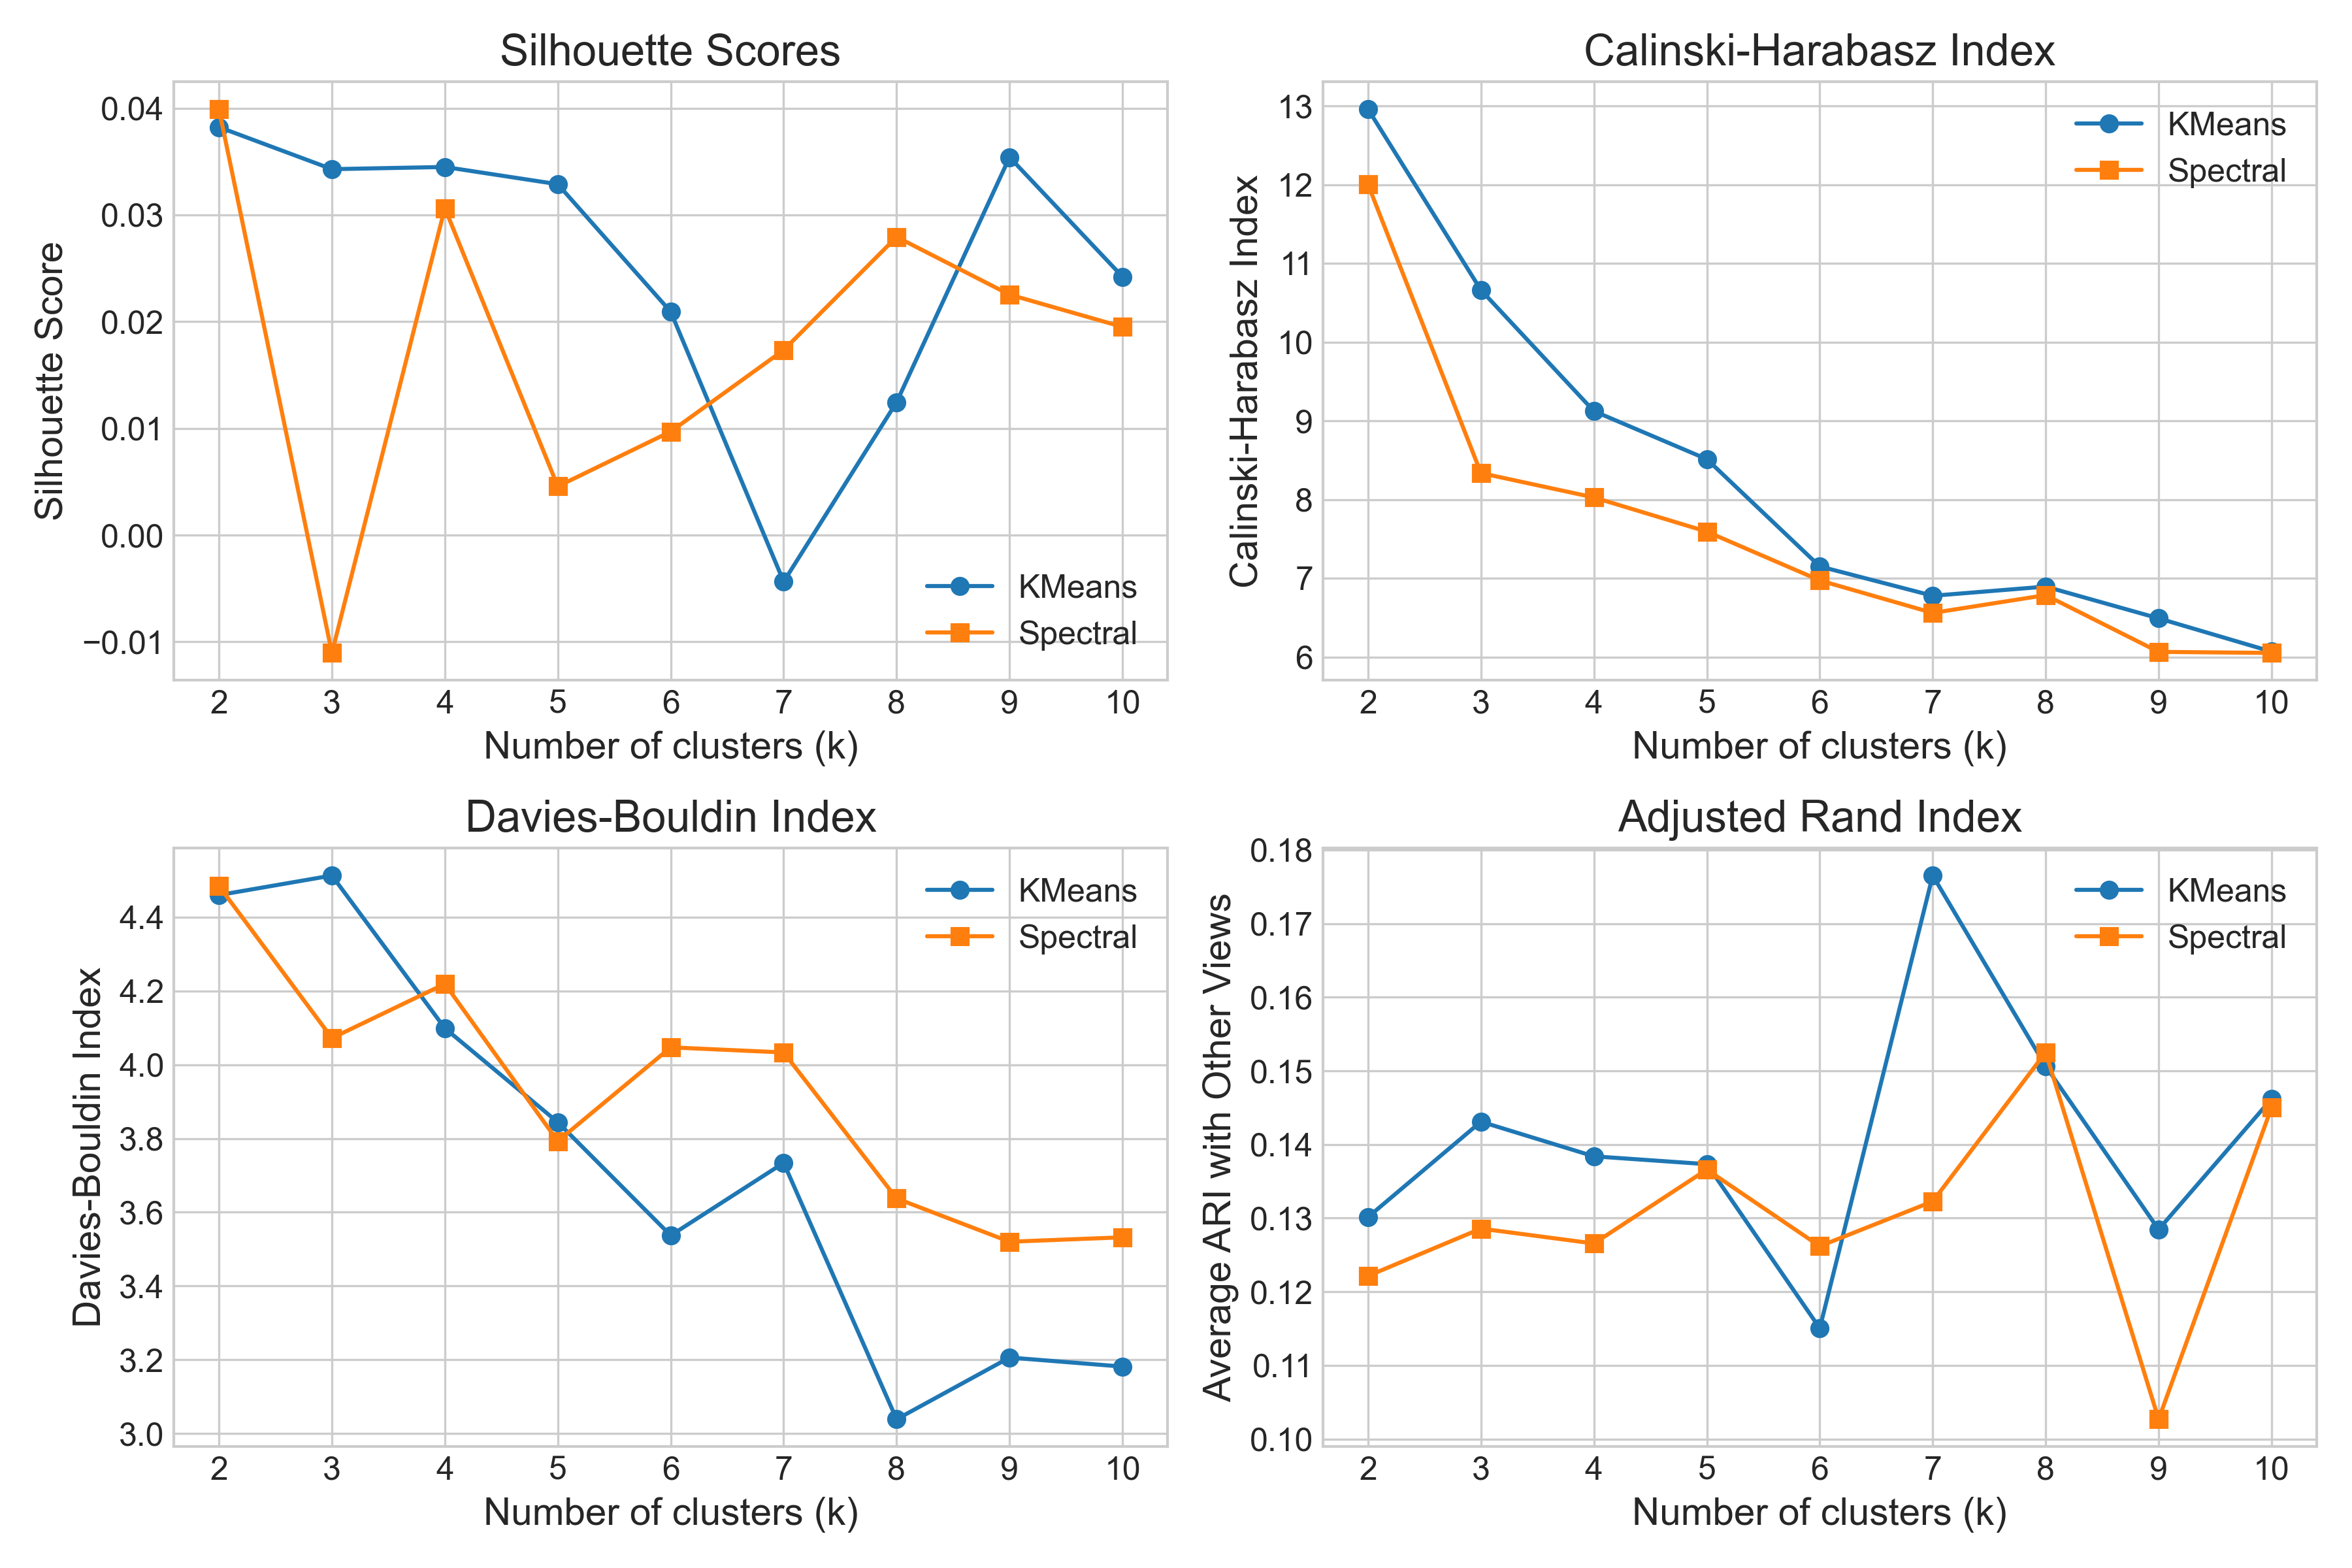 Silhouette Scores
Silhouette Score
0.04
0.03
0.02
0.01
0.00
−0.01
2 3 4 5 6 7 8 9 10
Number of clusters (k)
KMeans
Spectral
Calinski-Harabasz Index
Calinski-Harabasz Index
13
12
11
10
9
8
7
6
2 3 4 5 6 7 8 9 10
Number of clusters (k)
KMeans
Spectral
Davies-Bouldin Index
Davies-Bouldin Index
4.4
4.2
4.0
3.8
3.6
3.4
3.2
3.0
2 3 4 5 6 7 8 9 10
Number of clusters (k)
KMeans
Spectral
Adjusted Rand Index
Average ARI with Other Views
0.18
0.17
0.16
0.15
0.14
0.13
0.12
0.11
0.10
2 3 4 5 6 7 8 9 10
Number of clusters (k)
KMeans
Spectral